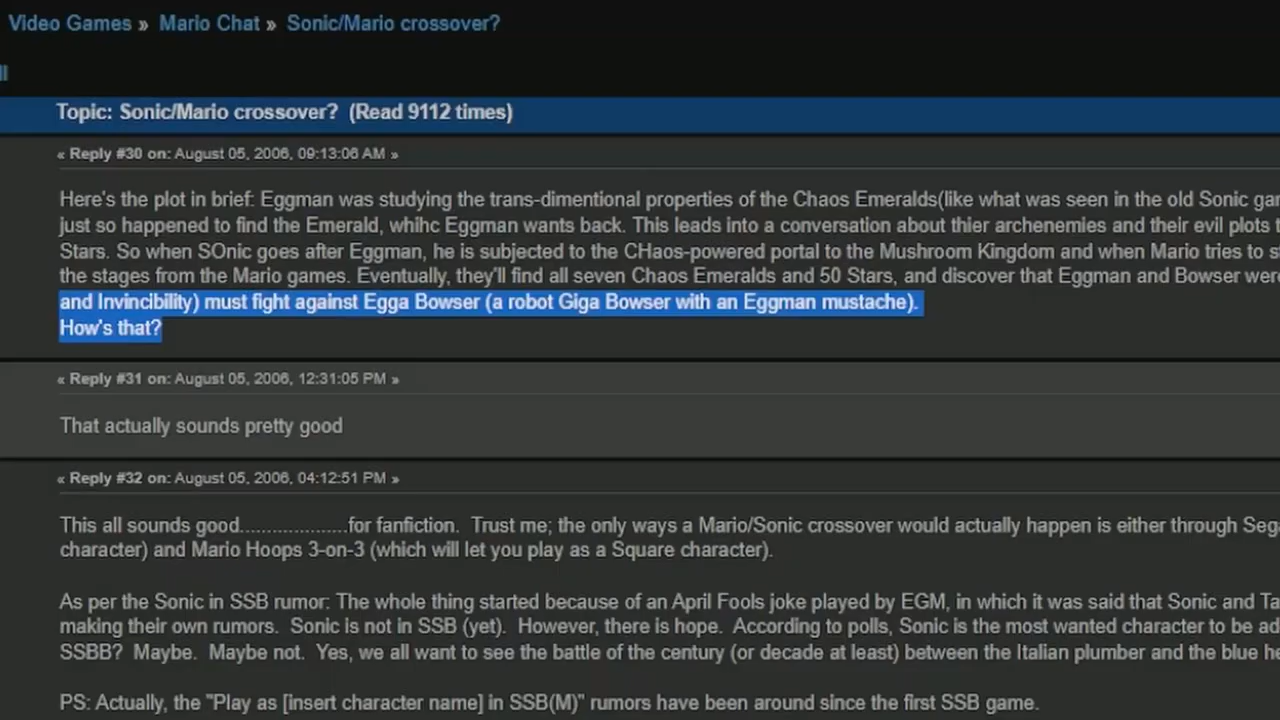 Video Games » Mario Chat » Sonic/Mario crossover?
ll
Topic: Sonic/Mario crossover? (Read 9112 times)
« Reply #30 on: August 05, 2006, 09:13:06 AM »
Here's the plot in brief: Eggman was studying the trans-dimentional properties of the Chaos Emeralds(like what was seen in the old Sonic gam
just so happened to find the Emerald, whihc Eggman wants back. This leads into a conversation about thier archenemies and their evil plots t
Stars. So when SOnic goes after Eggman, he is subjected to the CHaos-powered portal to the Mushroom Kingdom and when Mario tries to s
the stages from the Mario games. Eventually, they'll find all seven Chaos Emeralds and 50 Stars, and discover that Eggman and Bowser were
and Invincibility) must fight against Egga Bowser (a robot Giga Bowser with an Eggman mustache).
How's that?
« Reply #31 on: August 05, 2006, 12:31:05 PM »
That actually sounds pretty good
« Reply #32 on: August 05, 2006, 04:12:51 PM »
This all sounds good....................for fanfiction. Trust me; the only ways a Mario/Sonic crossover would actually happen is either through Sega
character) and Mario Hoops 3-on-3 (which will let you play as a Square character).
As per the Sonic in SSB rumor: The whole thing started because of an April Fools joke played by EGM, in which it was said that Sonic and Ta
making their own rumors. Sonic is not in SSB (yet). However, there is hope. According to polls, Sonic is the most wanted character to be ad
SSBB? Maybe. Maybe not. Yes, we all want to see the battle of the century (or decade at least) between the Italian plumber and the blue he
PS: Actually, the "Play as [insert character name] in SSB(M)" rumors have been around since the first SSB game.